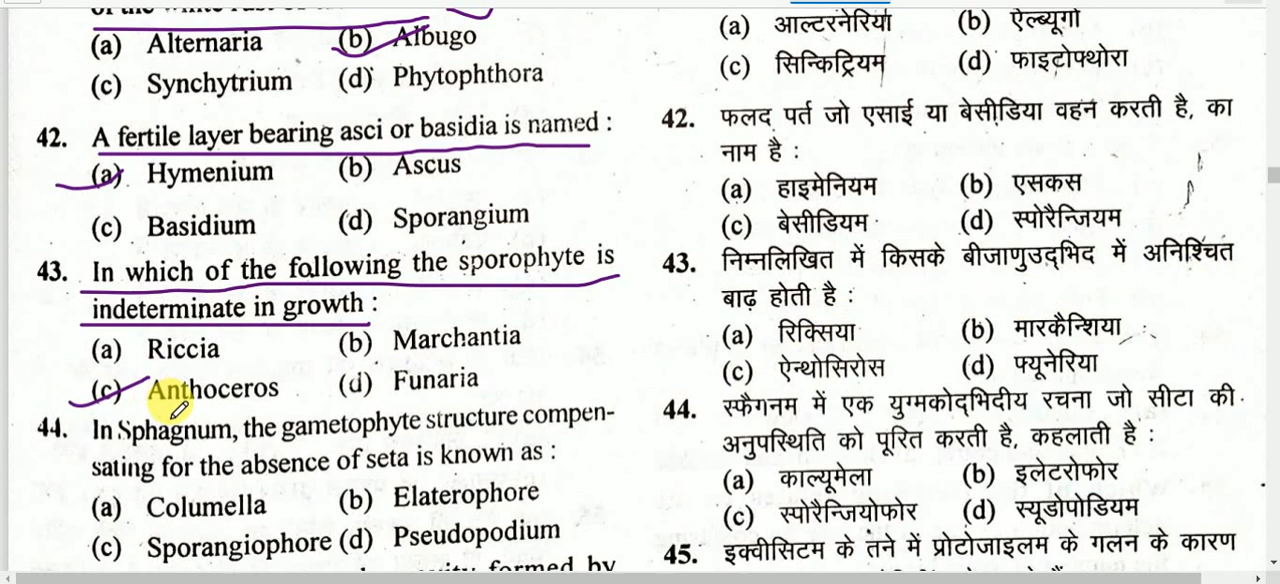 (a) Alternaria (b) Albugo
(c) Synchytrium (d) Phytophthora
42. A fertile layer bearing asci or basidia is named :
(a) Hymenium (b) Ascus
(c) Basidium (d) Sporangium
43. In which of the following the sporophyte is
indeterminate in growth :
(a) Riccia (b) Marchantia
(c) Anthoceros (d) Funaria
44. In Sphagnum, the gametophyte structure compen-
sating for the absence of seta is known as :
(a) Columella (b) Elaterophore
(c) Sporangiophore (d) Pseudopodium
formed by
(a) आल्टरनेरिया (b) ऐल्ब्यूगो
(c) सिन्किट्रियम (d) फाइटोफ्थोरा
42. फलद पर्त जो एसाई या बेसीडिया वहन करती है, का
नाम है :
(a) हाइमेनियम (b) एसकस
(c) बेसीडियम (d) स्पोरैन्जियम
43. निम्नलिखित में किसके बीजाणुउद्भिद में अनिश्चित
बाढ़ होती है :
(a) रिक्सिया (b) मारकैन्शिया
(c) ऐन्थोसिरोस (d) फ्यूनेरिया
44. स्फैगनम में एक युग्मकोद्भिदीय रचना जो सीटा की
अनुपस्थिति को पूरित करती है, कहलाती है :
(a) काल्यूमेला (b) इलेटरोफोर
(c) स्पोरैन्जियोफोर (d) स्यूडोपोडियम
45. इक्वीसिटम के तने में प्रोटोजाइलम के गलन के कारण